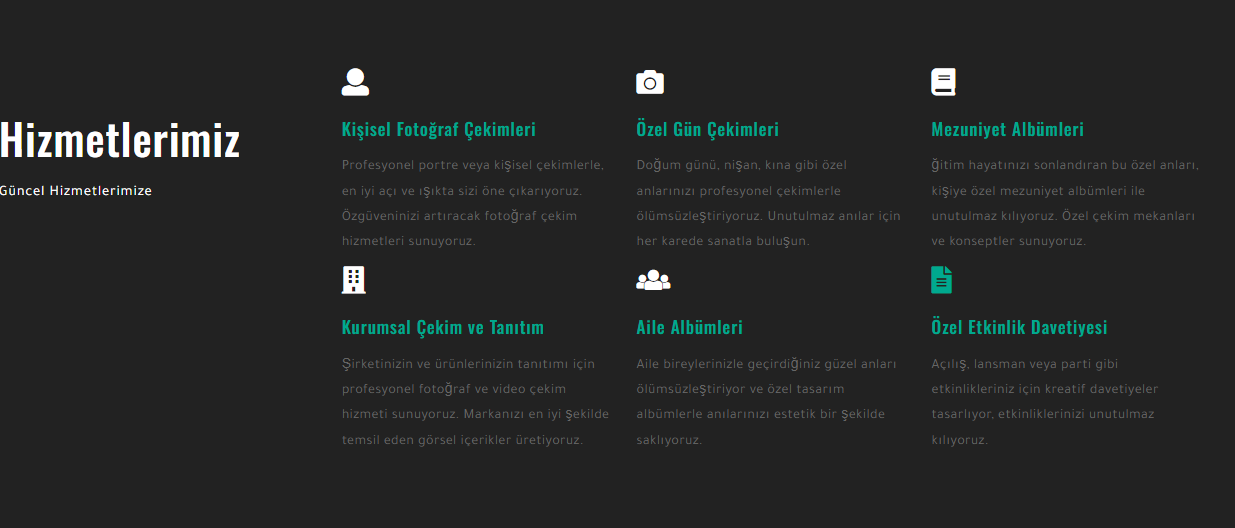 Hizmetlerimiz
Güncel Hizmetlerimize
Kişisel Fotoğraf Çekimleri
Profesyonel portre veya kişisel çekimlerle,
en iyi açı ve ışıkta sizi öne çıkarıyoruz.
Özgüveninizi artıracak fotoğraf çekim
hizmetleri sunuyoruz.
Özel Gün Çekimleri
Doğum günü, nişan, kına gibi özel
anlarınızı profesyonel çekimlerle
ölümsüzleştiriyoruz. Unutulmaz anılar için
her karede sanatla buluşun.
Mezuniyet Albümleri
ğitim hayatınızı sonlandıran bu özel anları,
kişiye özel mezuniyet albümleri ile
unutulmaz kılıyoruz. Özel çekim mekanları
ve konseptler sunuyoruz.
Kurumsal Çekim ve Tanıtım
Şirketinizin ve ürünlerinizin tanıtımı için
profesyonel fotoğraf ve video çekim
hizmeti sunuyoruz. Markanızı en iyi şekilde
temsil eden görsel içerikler üretiyoruz.
Aile Albümleri
Aile bireylerinizle geçirdiğiniz güzel anları
ölümsüzleştiriyor ve özel tasarım
albümlerle anılarınızı estetik bir şekilde
saklıyoruz.
Özel Etkinlik Davetiyesi
Açılış, lansman veya parti gibi
etkinlikleriniz için kreatif davetiyeler
tasarlıyor, etkinliklerinizi unutulmaz
kılıyoruz.